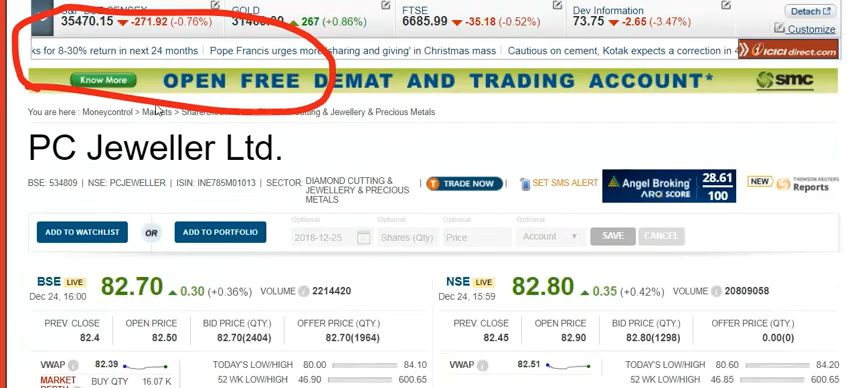 GOLD
FTSE
Dev Information
35470.15 -271.92 (-0.76%)
267 (+0.86%)
6685.99 -35.18 (-0.52%)
73.75 -2.65 (-3.47%)
Detach
Customize
ks for 8-30% return in next 24 months | Pope Francis urges more sharing and giving' in Christmas mass | Cautious on cement, Kotak expects a correction in 4
ICICI direct.com
Know More OPEN FREE DEMAT AND TRADING ACCOUNT* smc
You are here : Moneycontrol > Markets > & Jewellery & Precious Metals
PC Jeweller Ltd.
BSE: 534809 | NSE: PCJEWELLER | ISIN: INE785M01013 | SECTOR: DIAMOND CUTTING &
JEWELLERY & PRECIOUS
METALS
| T TRADE NOW |
SET SMS ALERT
Angel Broking
ARQ SCORE
28.61
100
NEW
THOMSON REUTERS
Reports
Optional Optional Optional Optional
ADD TO WATCHLIST OR ADD TO PORTFOLIO 2018-12-25 Shares (Qty) Price Account SAVE CANCEL
BSE LIVE
Dec 24, 16:00
82.70 0.30 (+0.36%) VOLUME 2214420
NSE LIVE
Dec 24, 15:59
82.80 0.35 (+0.42%) VOLUME 20809058
PREV. CLOSE OPEN PRICE BID PRICE (QTY.) OFFER PRICE (QTY.)
82.4 82.50 82.70(2404) 82.70(1964)
PREV. CLOSE OPEN PRICE BID PRICE (QTY.) OFFER PRICE (QTY.)
82.45 82.90 82.80(1298) 0.00(0)
VWAP 82.39 TODAY'S LOW/HIGH 80.00 84.10
MARKET BUY QTY 16.07 K 52 WK LOW/HIGH 46.90 600.65
VWAP 82.51 TODAY'S LOW/HIGH 80.60 84.20
52 WK LOW/HIGH 46.85 600.65